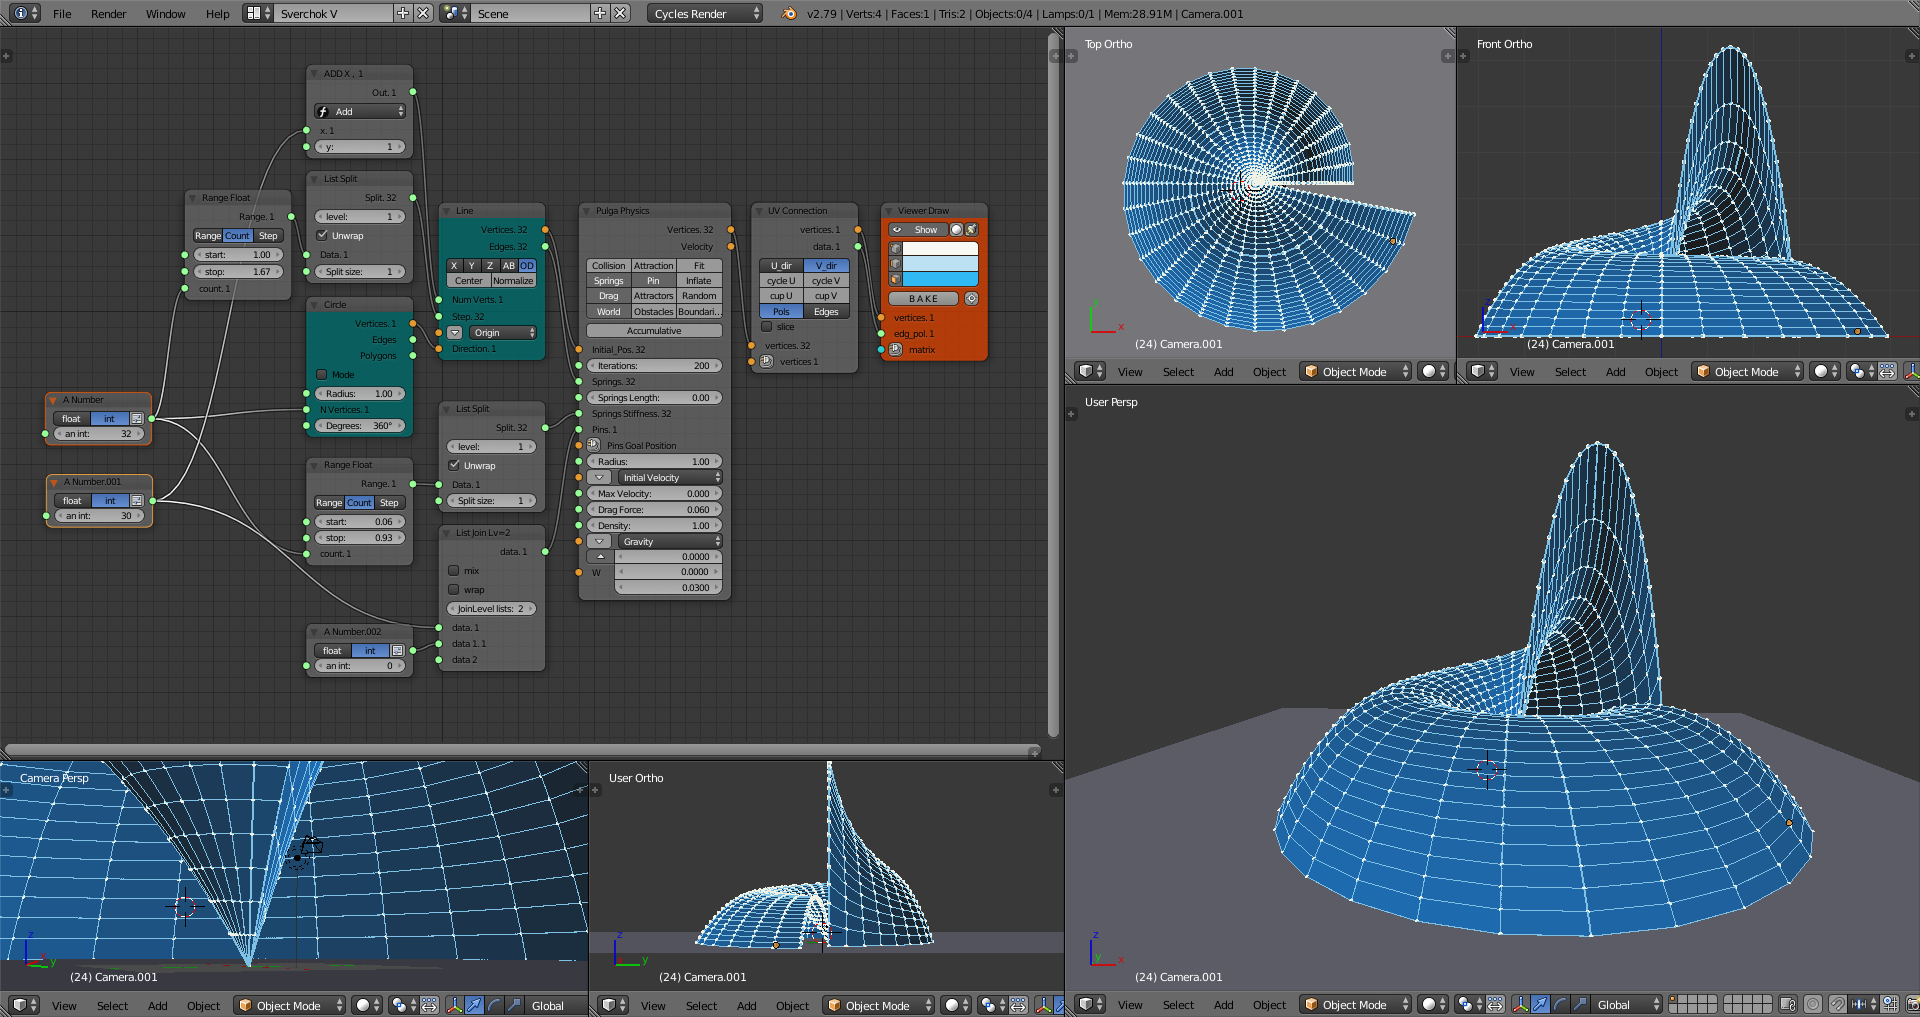 File Render Window Help Sverchok V Scene Cycles Render v2.79 | Verts:4 | Faces:1 | Tris:2 | Objects:0/4 | Lamps:0/1 | Mem:28.91M | Camera.001
ADD X , 1
Out. 1
Add
x. 1
y: 1
List Split
Split. 32
level: 1
Unwrap
Data. 1
Split size: 1
Range Float
Range. 1
Range Count Step
start: 1.00
stop: 1.67
count. 1
Circle
Vertices. 1
Edges
Polygons
Mode
Radius: 1.00
N Vertices. 1
Degrees: 360°
A Number
float int
an int: 32
A Number.001
float int
an int: 30
Range Float
Range. 1
Range Count Step
start: 0.06
stop: 0.93
count. 1
A Number.002
float int
an int: 0
Line
Vertices. 32
Edges. 32
X Y Z AB OD
Center Normalize
Num Verts. 1
Step. 32
Origin
Direction. 1
List Split
Split. 32
level: 1
Unwrap
Data. 1
Split size: 1
List Join Lv=2
data. 1
mix
wrap
JoinLevel lists: 2
data. 1
data 1. 1
data 2
Pulga Physics
Vertices. 32
Velocity
Collision Attraction Fit
Springs Pin Inflate
Drag Attractors Random
World Obstacles Boundari...
Accumulative
Initial_Pos. 32
Iterations: 200
Springs. 32
Springs Length: 0.00
Springs Stiffness. 32
Pins. 1
Pins Goal Position
Radius: 1.00
Initial Velocity
Max Velocity: 0.000
Drag Force: 0.060
Density: 1.00
Gravity
0.0000
W 0.0000
0.0300
UV Connection
vertices. 1
data. 1
U_dir V_dir
cycle U cycle V
cup U cup V
Pols Edges
slice
vertices. 32
vertices 1
Viewer Draw
Show
BAKE
vertices. 1
edg_pol. 1
matrix
Top Ortho
y
x
(24) Camera.001
View Select Add Object Object Mode
Front Ortho
(24) Camera.001
View Select Add Object Object Mode
User Persp
z
y
x
(24) Camera.001
View Select Add Object Object Mode Global
Camera Persp
z
y
(24) Camera.001
View Select Add Object Object Mode Global
User Ortho
z
y
(24) Camera.001
View Select Add Object Object Mode